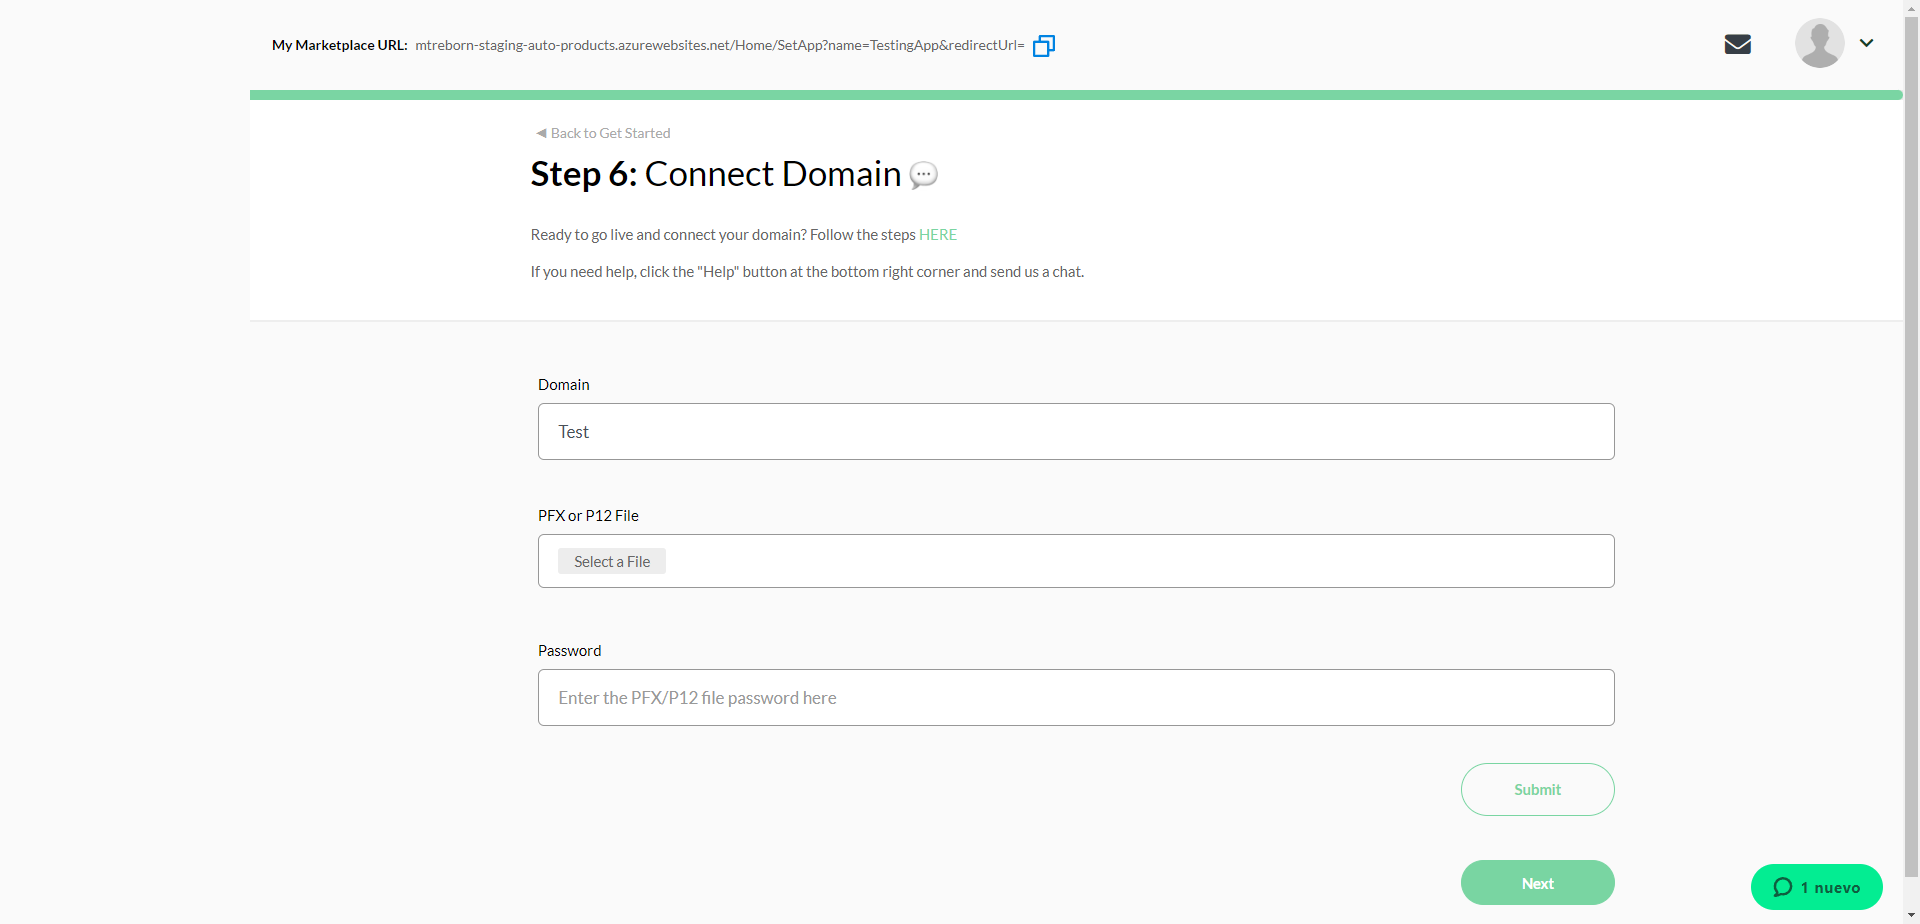 My Marketplace URL: mtreborn-staging-auto-products.azurewebsites.net/Home/SetApp?name=TestingApp&redirectUrl=
◀ Back to Get Started
Step 6: Connect Domain
Ready to go live and connect your domain? Follow the steps HERE
If you need help, click the "Help" button at the bottom right corner and send us a chat.
Domain
Test
PFX or P12 File
Select a File
Password
Enter the PFX/P12 file password here
Submit
Next
1 nuevo